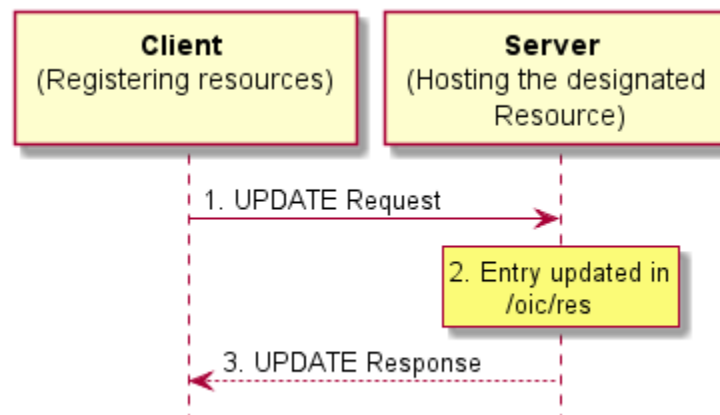 Client
(Registering resources)
Server
(Hosting the designated
Resource)
1. UPDATE Request
2. Entry updated in
/oic/res
3. UPDATE Response